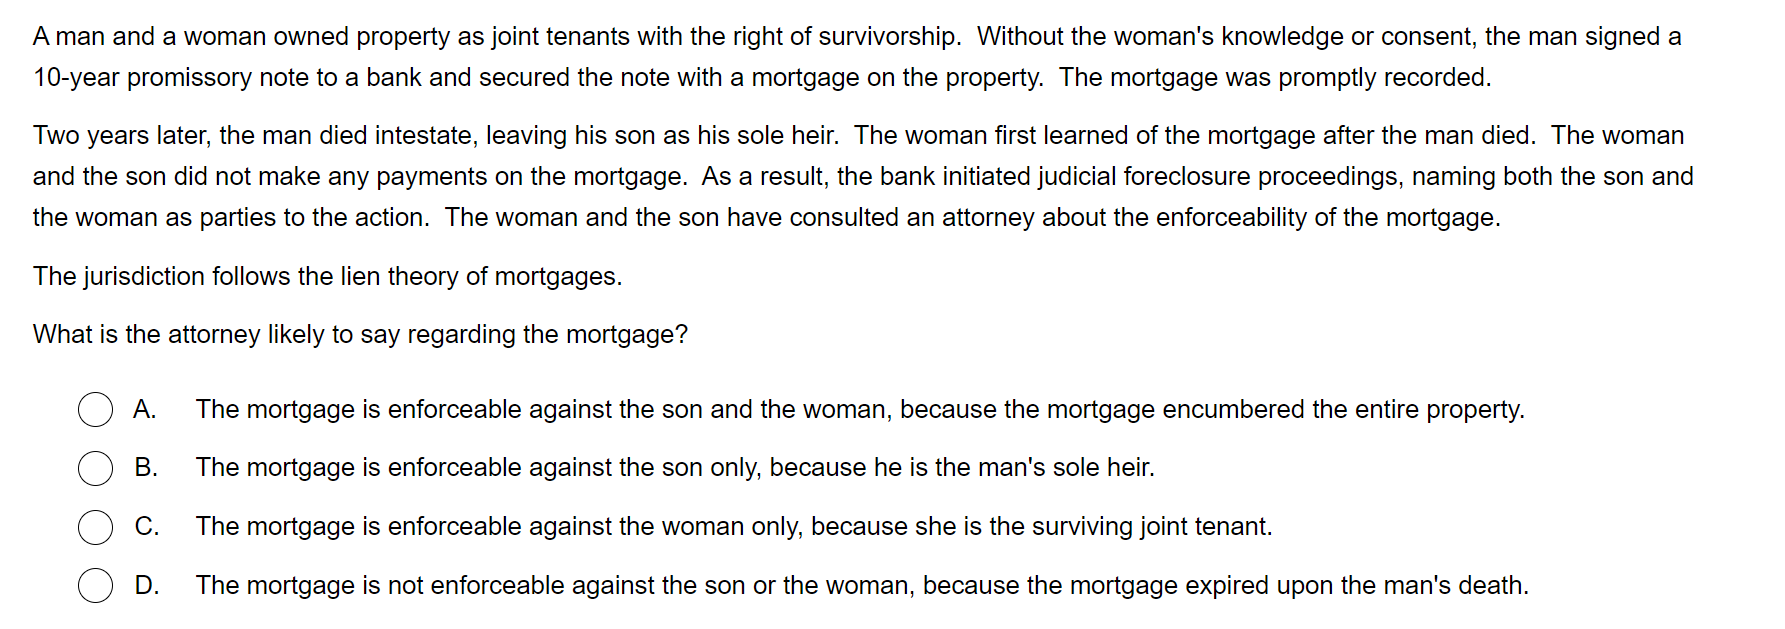 A man and a woman owned property as joint tenants with the right of survivorship.  Without the woman's knowledge or consent, the man signed a
10-year promissory note to a bank and secured the note with a mortgage on the property.  The mortgage was promptly recorded.
Two years later, the man died intestate, leaving his son as his sole heir.  The woman first learned of the mortgage after the man died.  The woman
and the son did not make any payments on the mortgage.  As a result, the bank initiated judicial foreclosure proceedings, naming both the son and
the woman as parties to the action.  The woman and the son have consulted an attorney about the enforceability of the mortgage.
The jurisdiction follows the lien theory of mortgages.
What is the attorney likely to say regarding the mortgage?
A. The mortgage is enforceable against the son and the woman, because the mortgage encumbered the entire property.
B. The mortgage is enforceable against the son only, because he is the man's sole heir.
C. The mortgage is enforceable against the woman only, because she is the surviving joint tenant.
D. The mortgage is not enforceable against the son or the woman, because the mortgage expired upon the man's death.